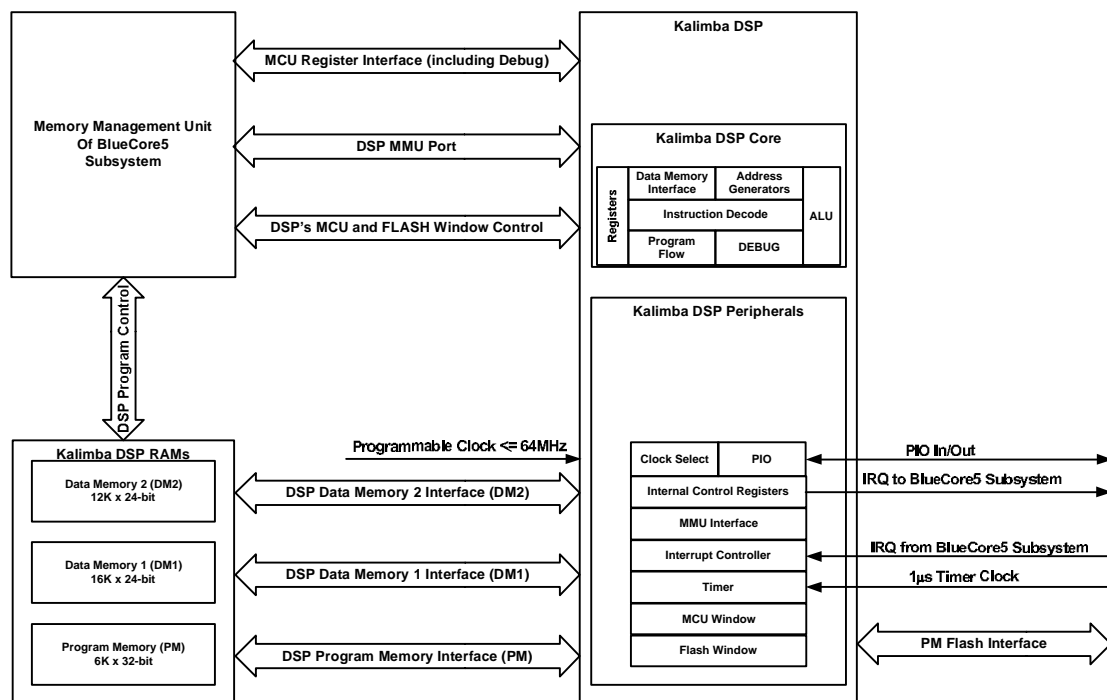 Kalimba DSP
MCU Register Interface (including Debug)
Memory Management Unit
Of BlueCore5
Subsystem
DSP MMU Port
DSP's MCU and FLASH Window Control
Kalimba DSP Core
Registers
Data Memory
Interface
Address
Generators
ALU
Instruction Decode
Program
Flow
DEBUG
DSP Program Control
Kalimba DSP Peripherals
Kalimba DSP RAMs
Data Memory 2 (DM2)
12K x 24-bit
Data Memory 1 (DM1)
16K x 24-bit
Program Memory (PM)
6K x 32-bit
Programmable Clock <= 64MHz
DSP Data Memory 2 Interface (DM2)
DSP Data Memory 1 Interface (DM1)
DSP Program Memory Interface (PM)
Clock Select
PIO
Internal Control Registers
MMU Interface
Interrupt Controller
Timer
MCU Window
Flash Window
PIO In/Out
IRQ to BlueCore5 Subsystem
IRQ from BlueCore5 Subsystem
1µs Timer Clock
PM Flash Interface